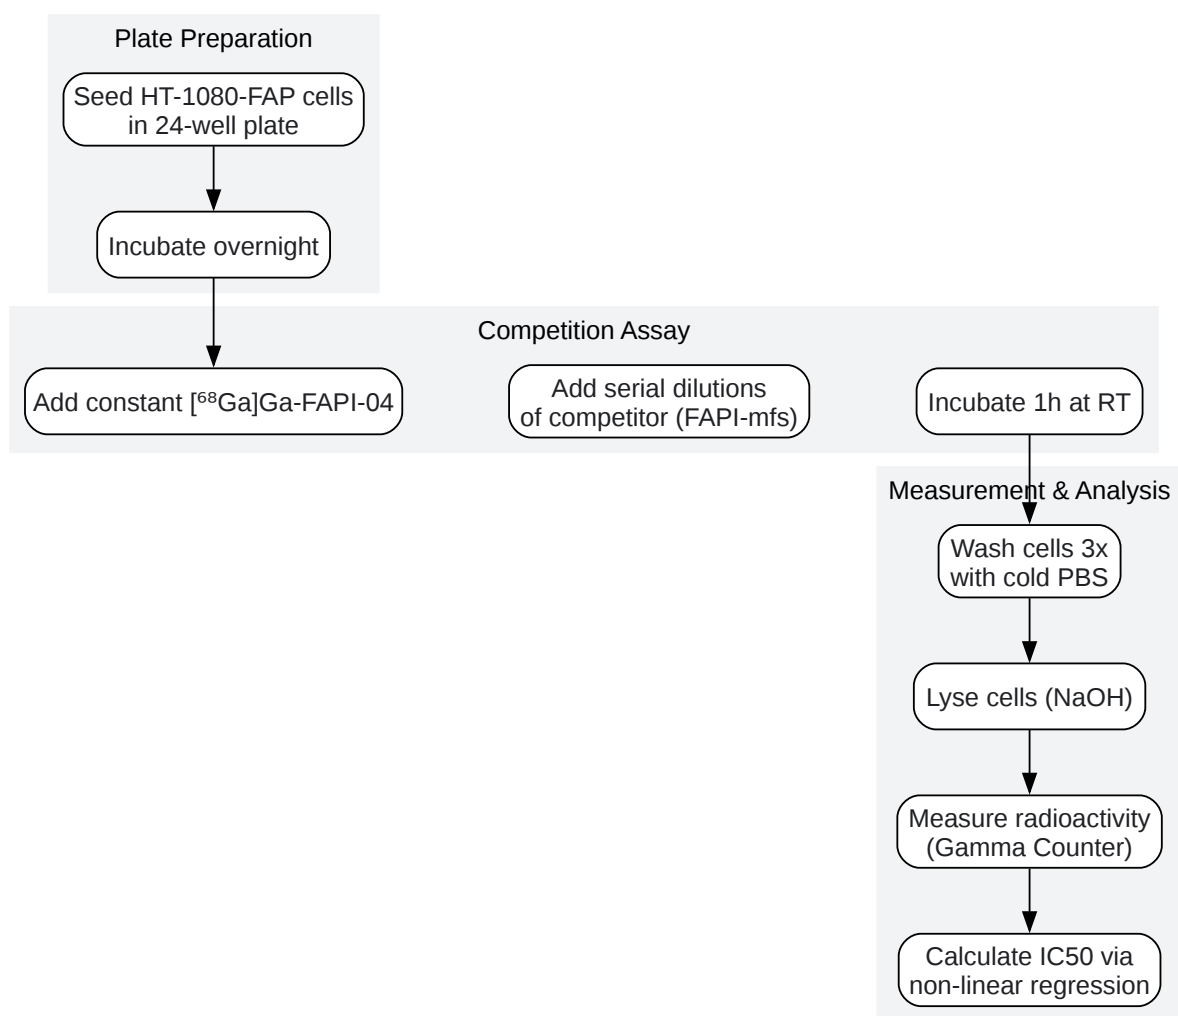 Plate Preparation
Seed HT-1080-FAP cells
in 24-well plate
Incubate overnight
Competition Assay
Add constant [⁶⁸Ga]Ga-FAPI-04
Add serial dilutions
of competitor (FAPI-mfs)
Incubate 1h at RT
Measurement & Analysis
Wash cells 3x
with cold PBS
Lyse cells (NaOH)
Measure radioactivity
(Gamma Counter)
Calculate IC50 via
non-linear regression